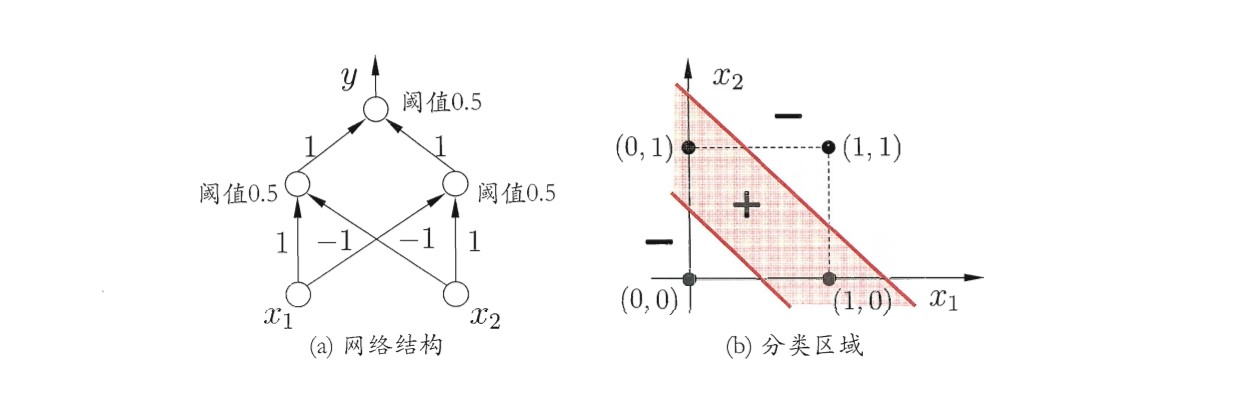 y
阈值0.5
1 1
阈值0.5 阈值0.5
1 −1 −1 1
x1 x2
(a) 网络结构
x2
−
(0, 1) (1, 1)
+
−
(0, 0) (1, 0) x1
(b) 分类区域